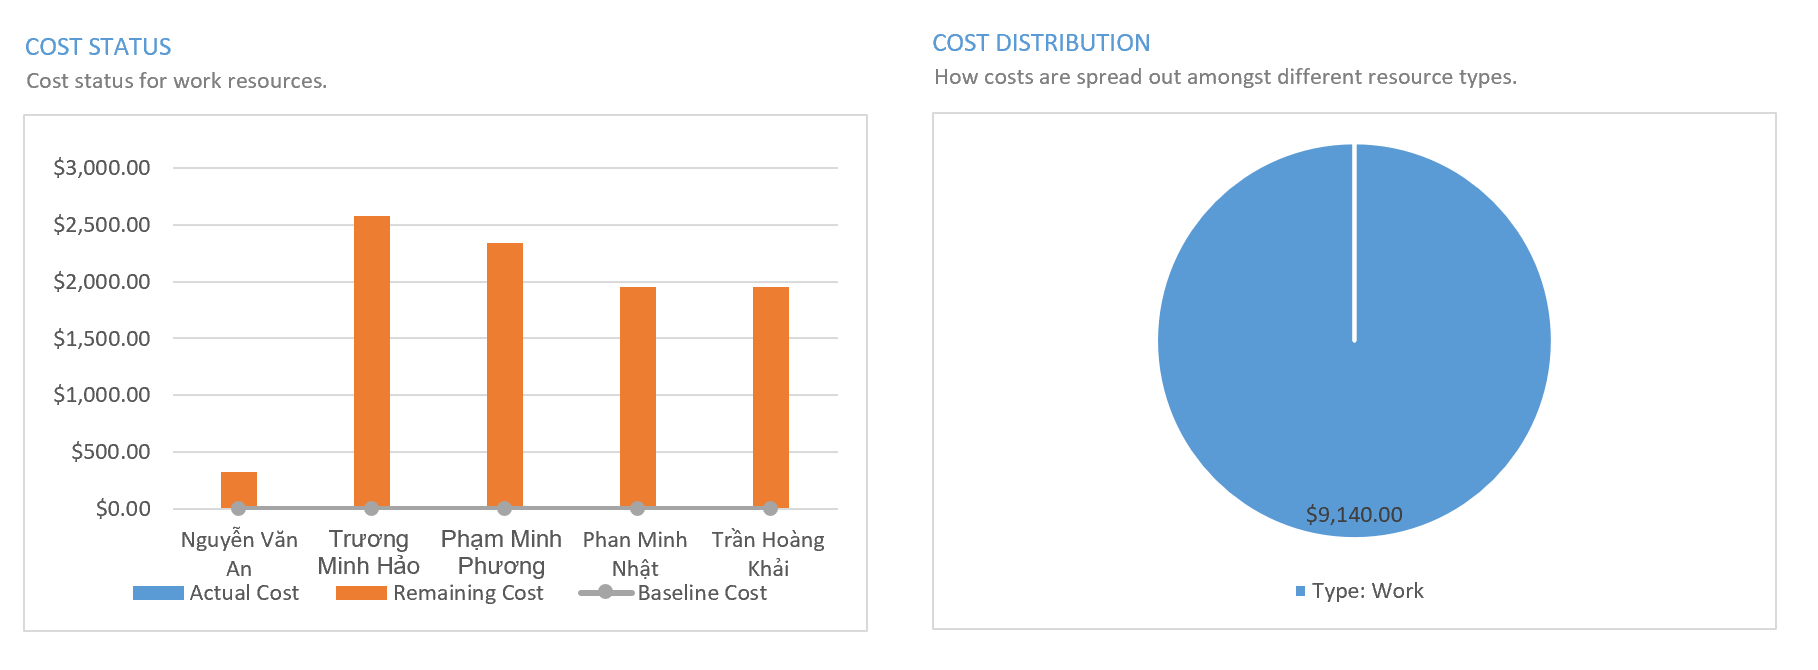 COST STATUS
Cost status for work resources.
$3,000.00
$2,500.00
$2,000.00
$1,500.00
$1,000.00
$500.00
$0.00
Nguyễn Văn
An
Trương
Minh Hảo
Phạm Minh
Phương
Phan Minh
Nhật
Trần Hoàng
Khải
Actual Cost
Remaining Cost
Baseline Cost
COST DISTRIBUTION
How costs are spread out amongst different resource types.
$9,140.00
Type: Work